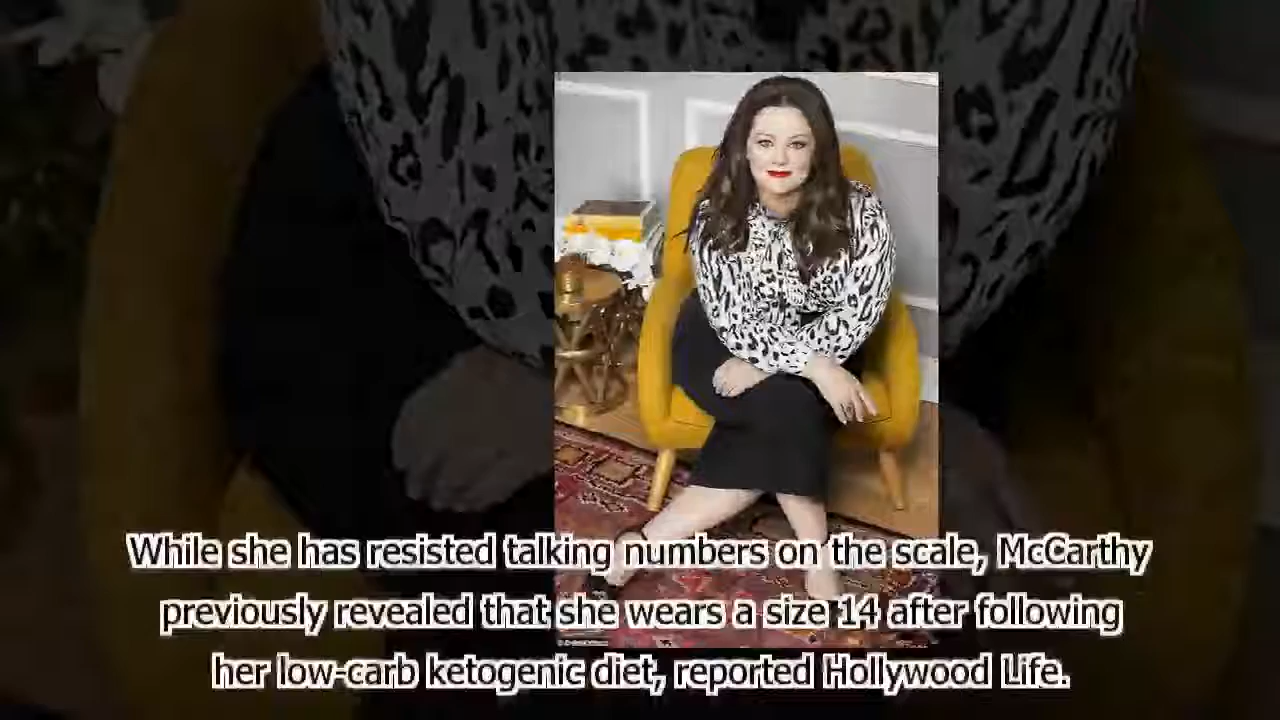 While she has resisted talking numbers on the scale, McCarthy
previously revealed that she wears a size 14 after following
her low-carb ketogenic diet, reported Hollywood Life.